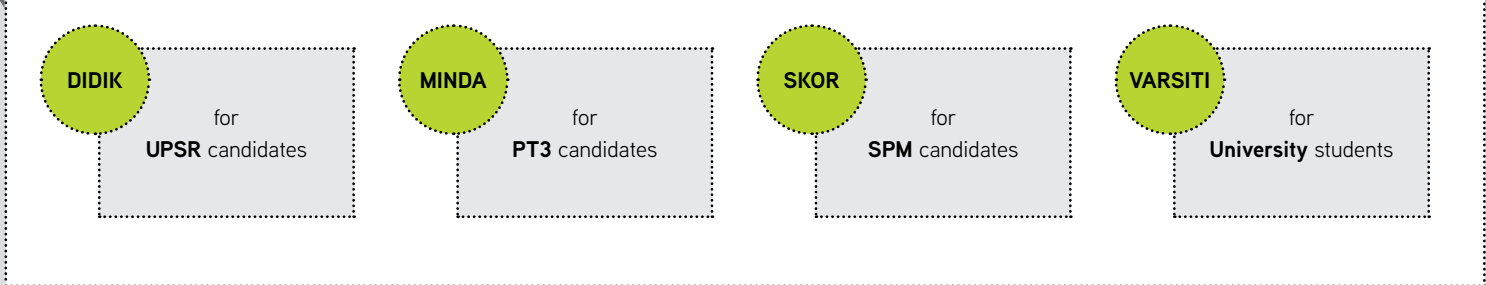 DIDIK
for
UPSR candidates
MINDA
for
PT3 candidates
SKOR
for
SPM candidates
VARSITI
for
University students